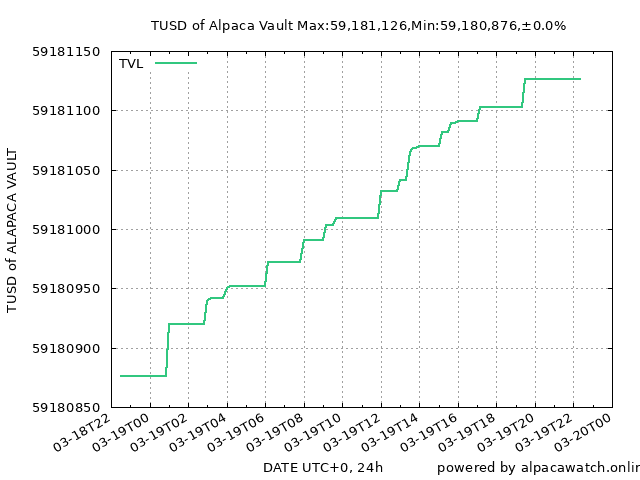 TUSD of Alpaca Vault Max:59,181,126,Min:59,180,876,±0.0%
TVL
59181150
59181100
59181050
59181000
59180950
59180900
59180850
TUSD of ALAPACA VAULT
03-18T22
03-19T00
03-19T02
03-19T04
03-19T06
03-19T08
03-19T10
03-19T12
03-19T14
03-19T16
03-19T18
03-19T20
03-19T22
03-20T00
DATE UTC+0, 24h
powered by alpacawatch.onlin